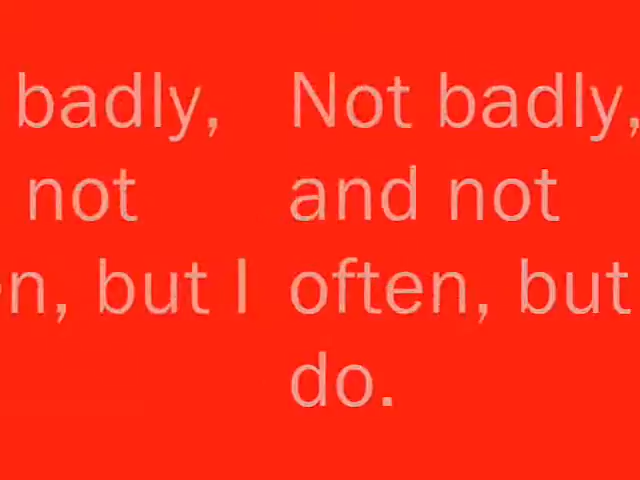 badly,
not
n, but I
Not badly,
and not
often, but
do.